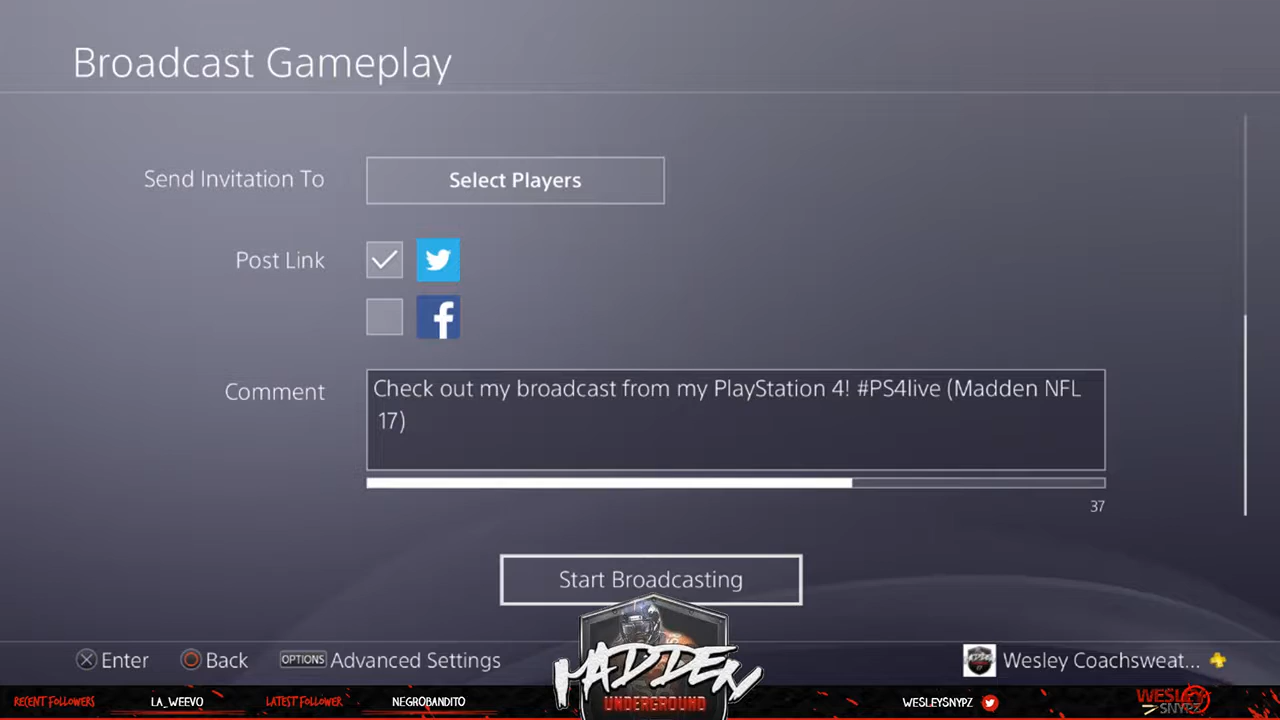 Broadcast Gameplay
Send Invitation To
Select Players
Post Link
Comment
Check out my broadcast from my PlayStation 4! #PS4live (Madden NFL
17)
37
Start Broadcasting
Enter
Back
OPTIONS
Advanced Settings
Wesley Coachsweat...
MADDEN
UNDERGROUND
RECENT FOLLOWERS
LA_WEEVO
LATEST FOLLOWER
NEGROBANDITO
WESLEYSNYPZ
WESLEY
SNYPZ